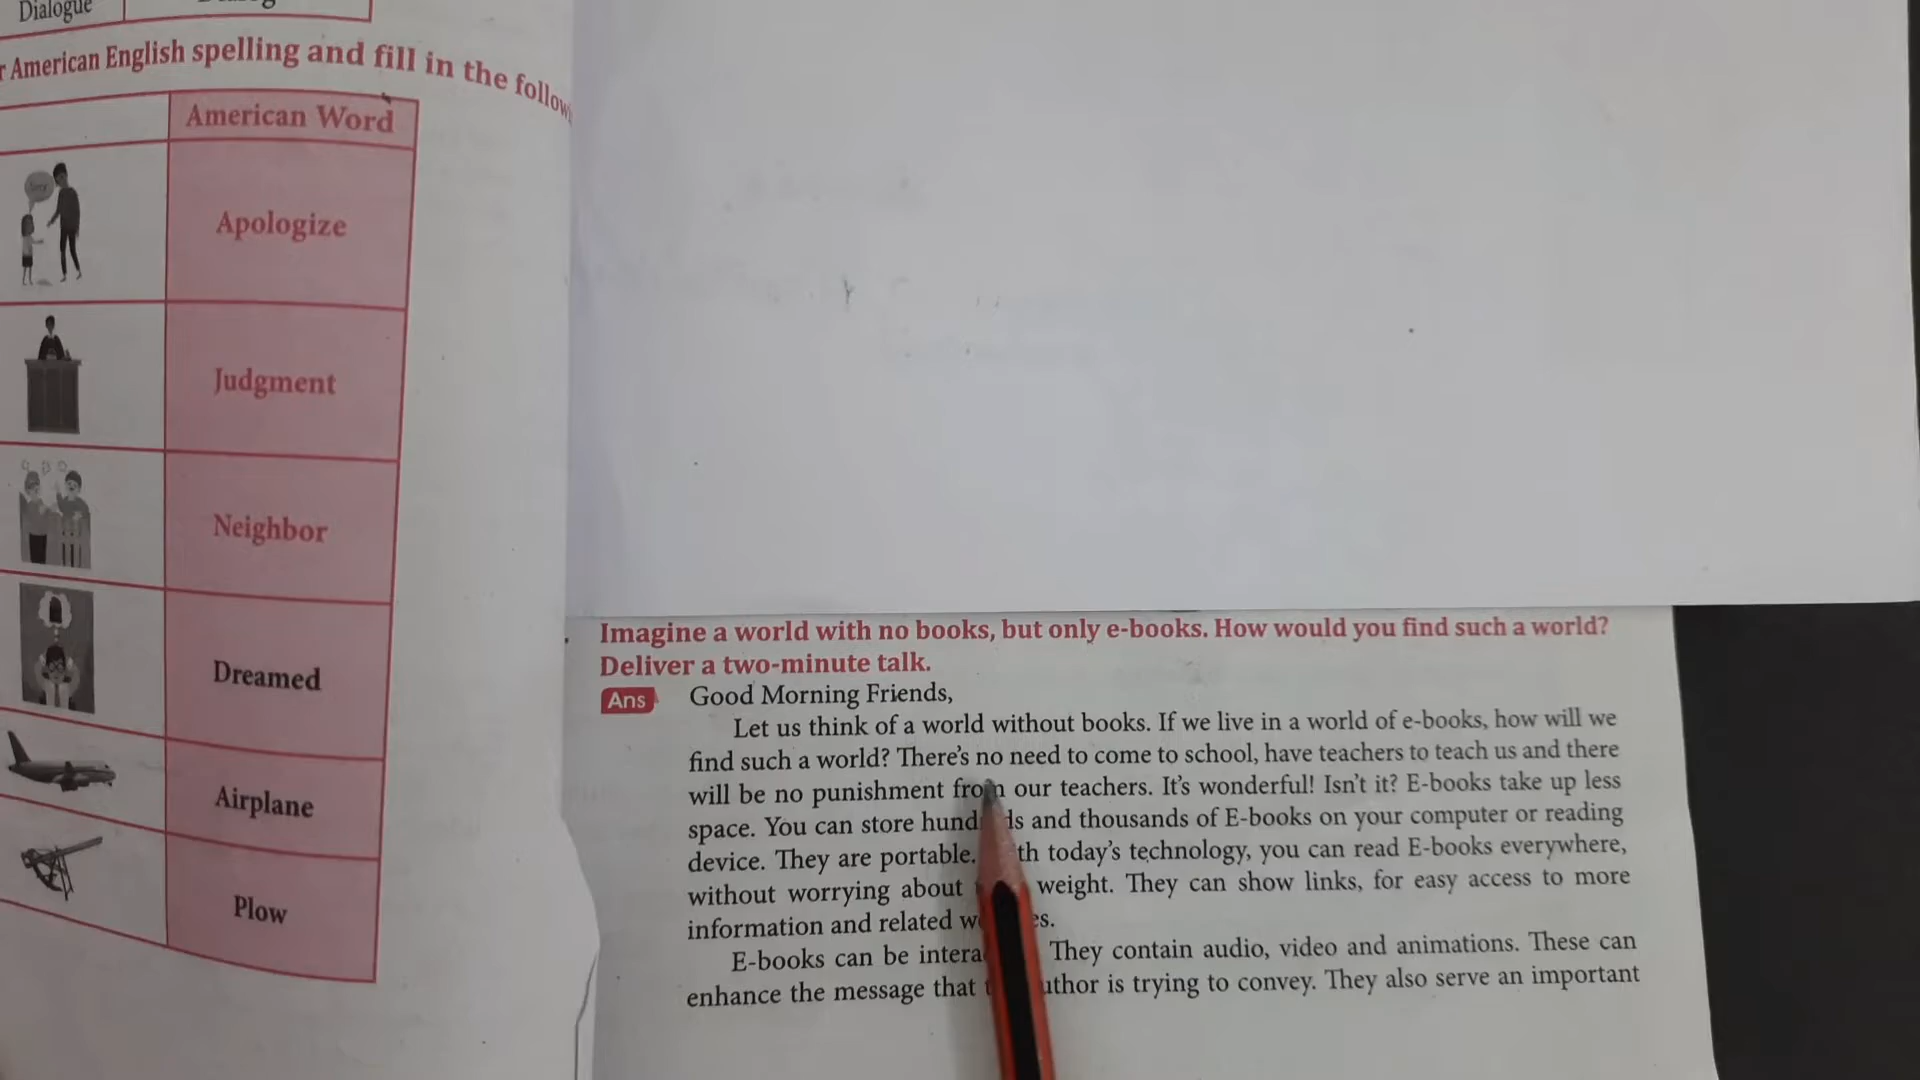 Dialogue
American English spelling and fill in the follow
American Word
Apologize
Judgment
Neighbor
Dreamed
Airplane
Plow
Imagine a world with no books, but only e-books. How would you find such a world?
Deliver a two-minute talk.
Ans Good Morning Friends,
Let us think of a world without books. If we live in a world of e-books, how will we
find such a world? There's no need to come to school, have teachers to teach us and there
will be no punishment from our teachers. It's wonderful! Isn't it? E-books take up less
space. You can store and thousands of E-books on your computer or reading
device. They are portable. today's technology, you can read E-books everywhere,
without worrying about weight. They can show links, for easy access to more
information and related
E-books can be They contain audio, video and animations. These can
enhance the message that author is trying to convey. They also serve an important